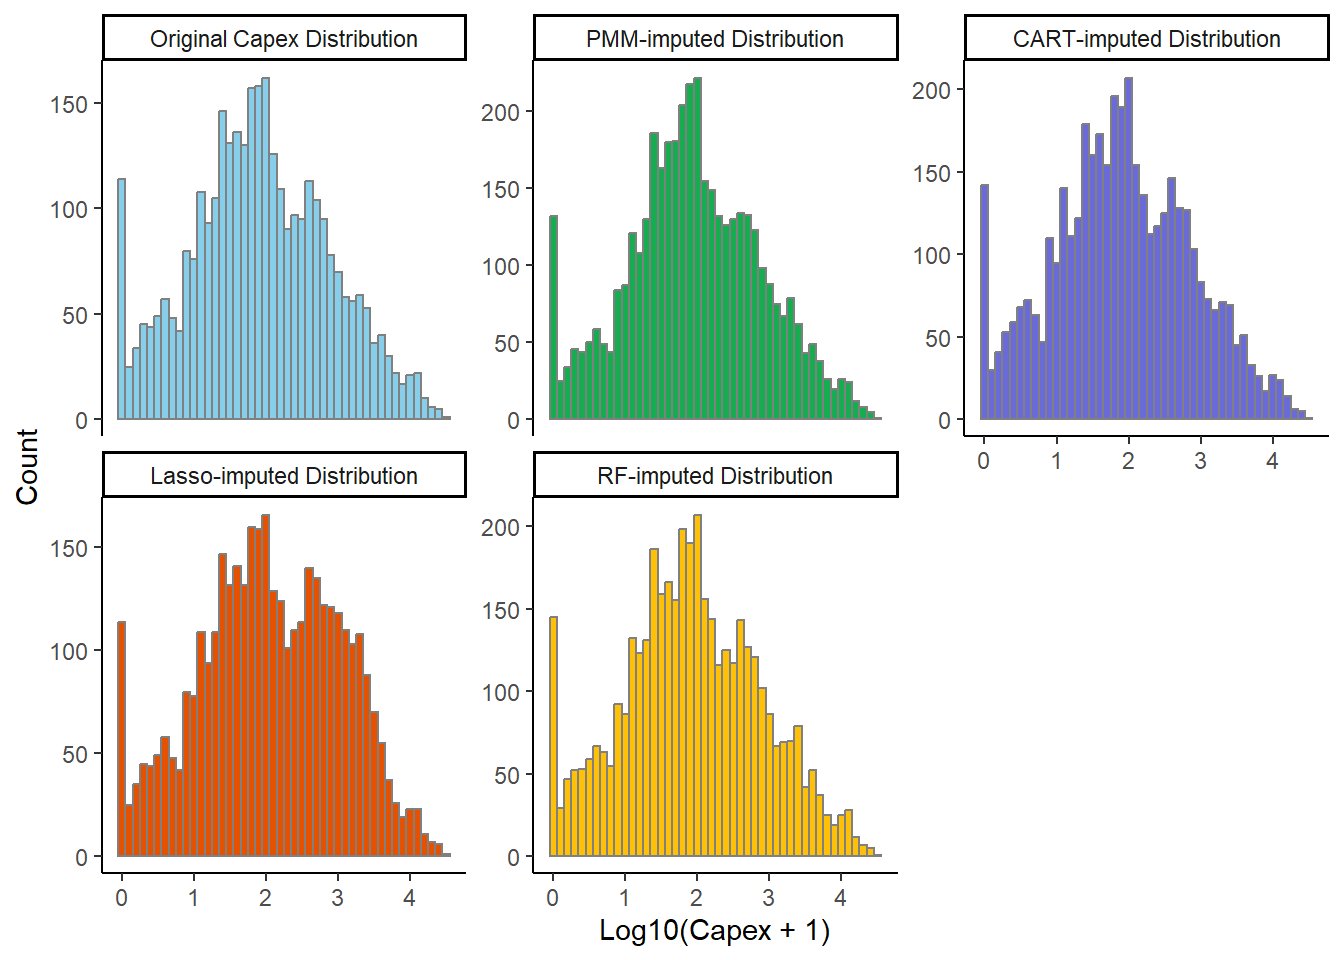 Original Capex Distribution
PMM-imputed Distribution
CART-imputed Distribution
150
100
50
0
200
150
100
50
0
200
150
100
50
0
0 1 2 3 4
Count
Lasso-imputed Distribution
RF-imputed Distribution
150
100
50
0
200
150
100
50
0
0 1 2 3 4
0 1 2 3 4
Log10(Capex + 1)